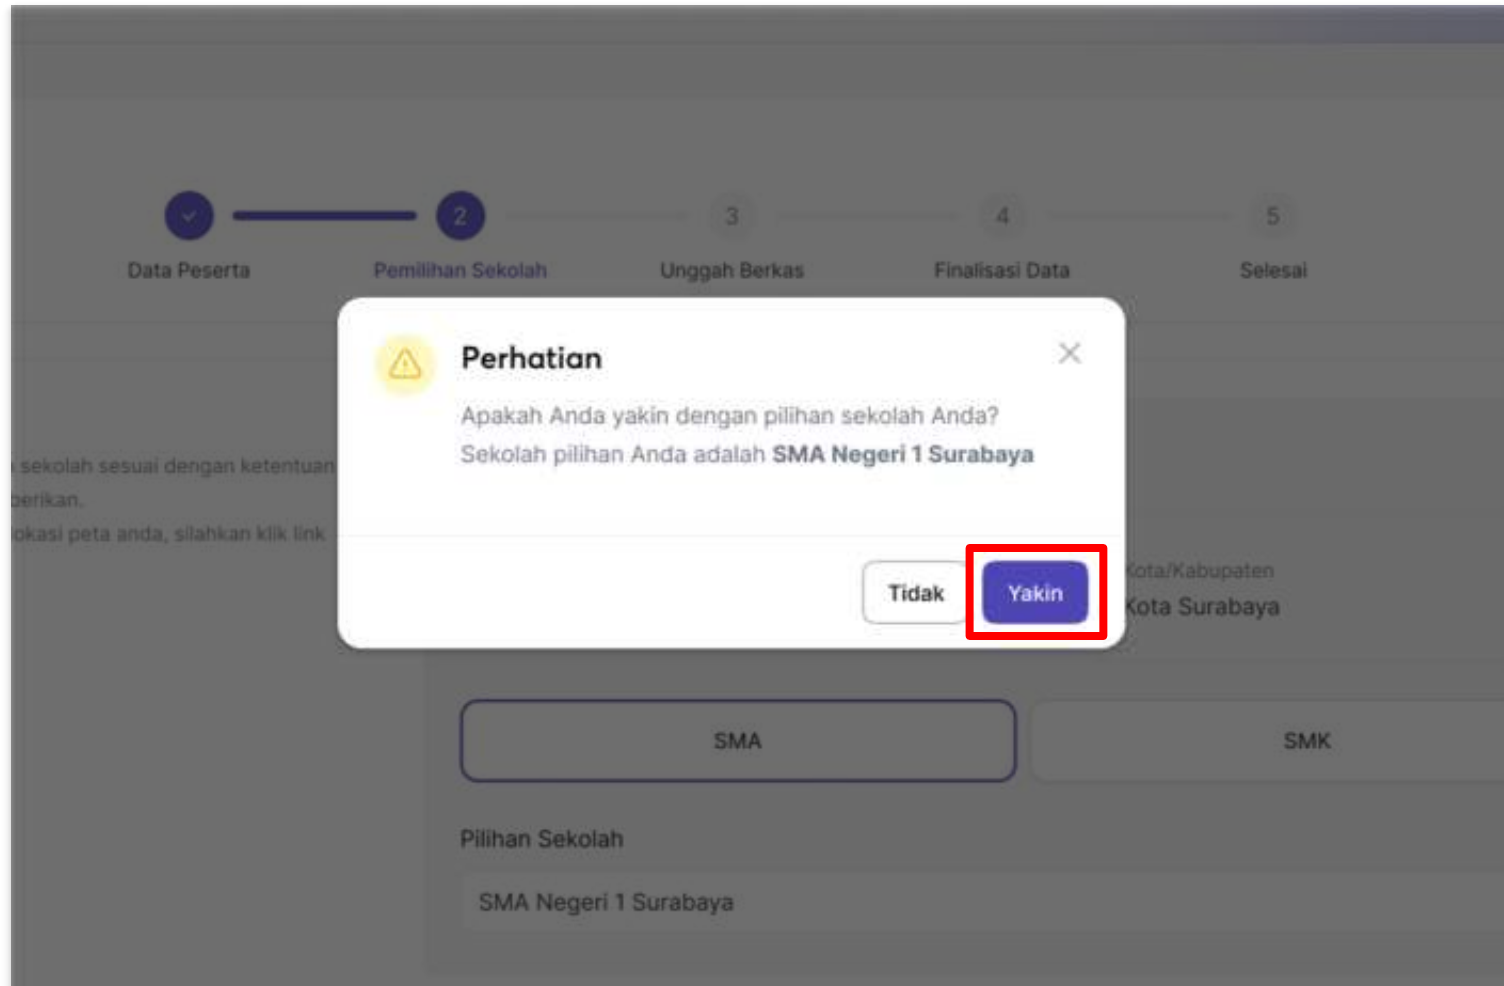 2
3
4
5
Data Peserta
Pemilihan Sekolah
Unggah Berkas
Finalisasi Data
Selesai
Perhatian
Apakah Anda yakin dengan pilihan sekolah Anda?
Sekolah pilihan Anda adalah SMA Negeri 1 Surabaya
sekolah sesuai dengan ketentuan
berikan.
lokasi peta anda, silahkan klik link
Tidak
Yakin
Kota/Kabupaten
Kota Surabaya
SMA
SMK
Pilihan Sekolah
SMA Negeri 1 Surabaya